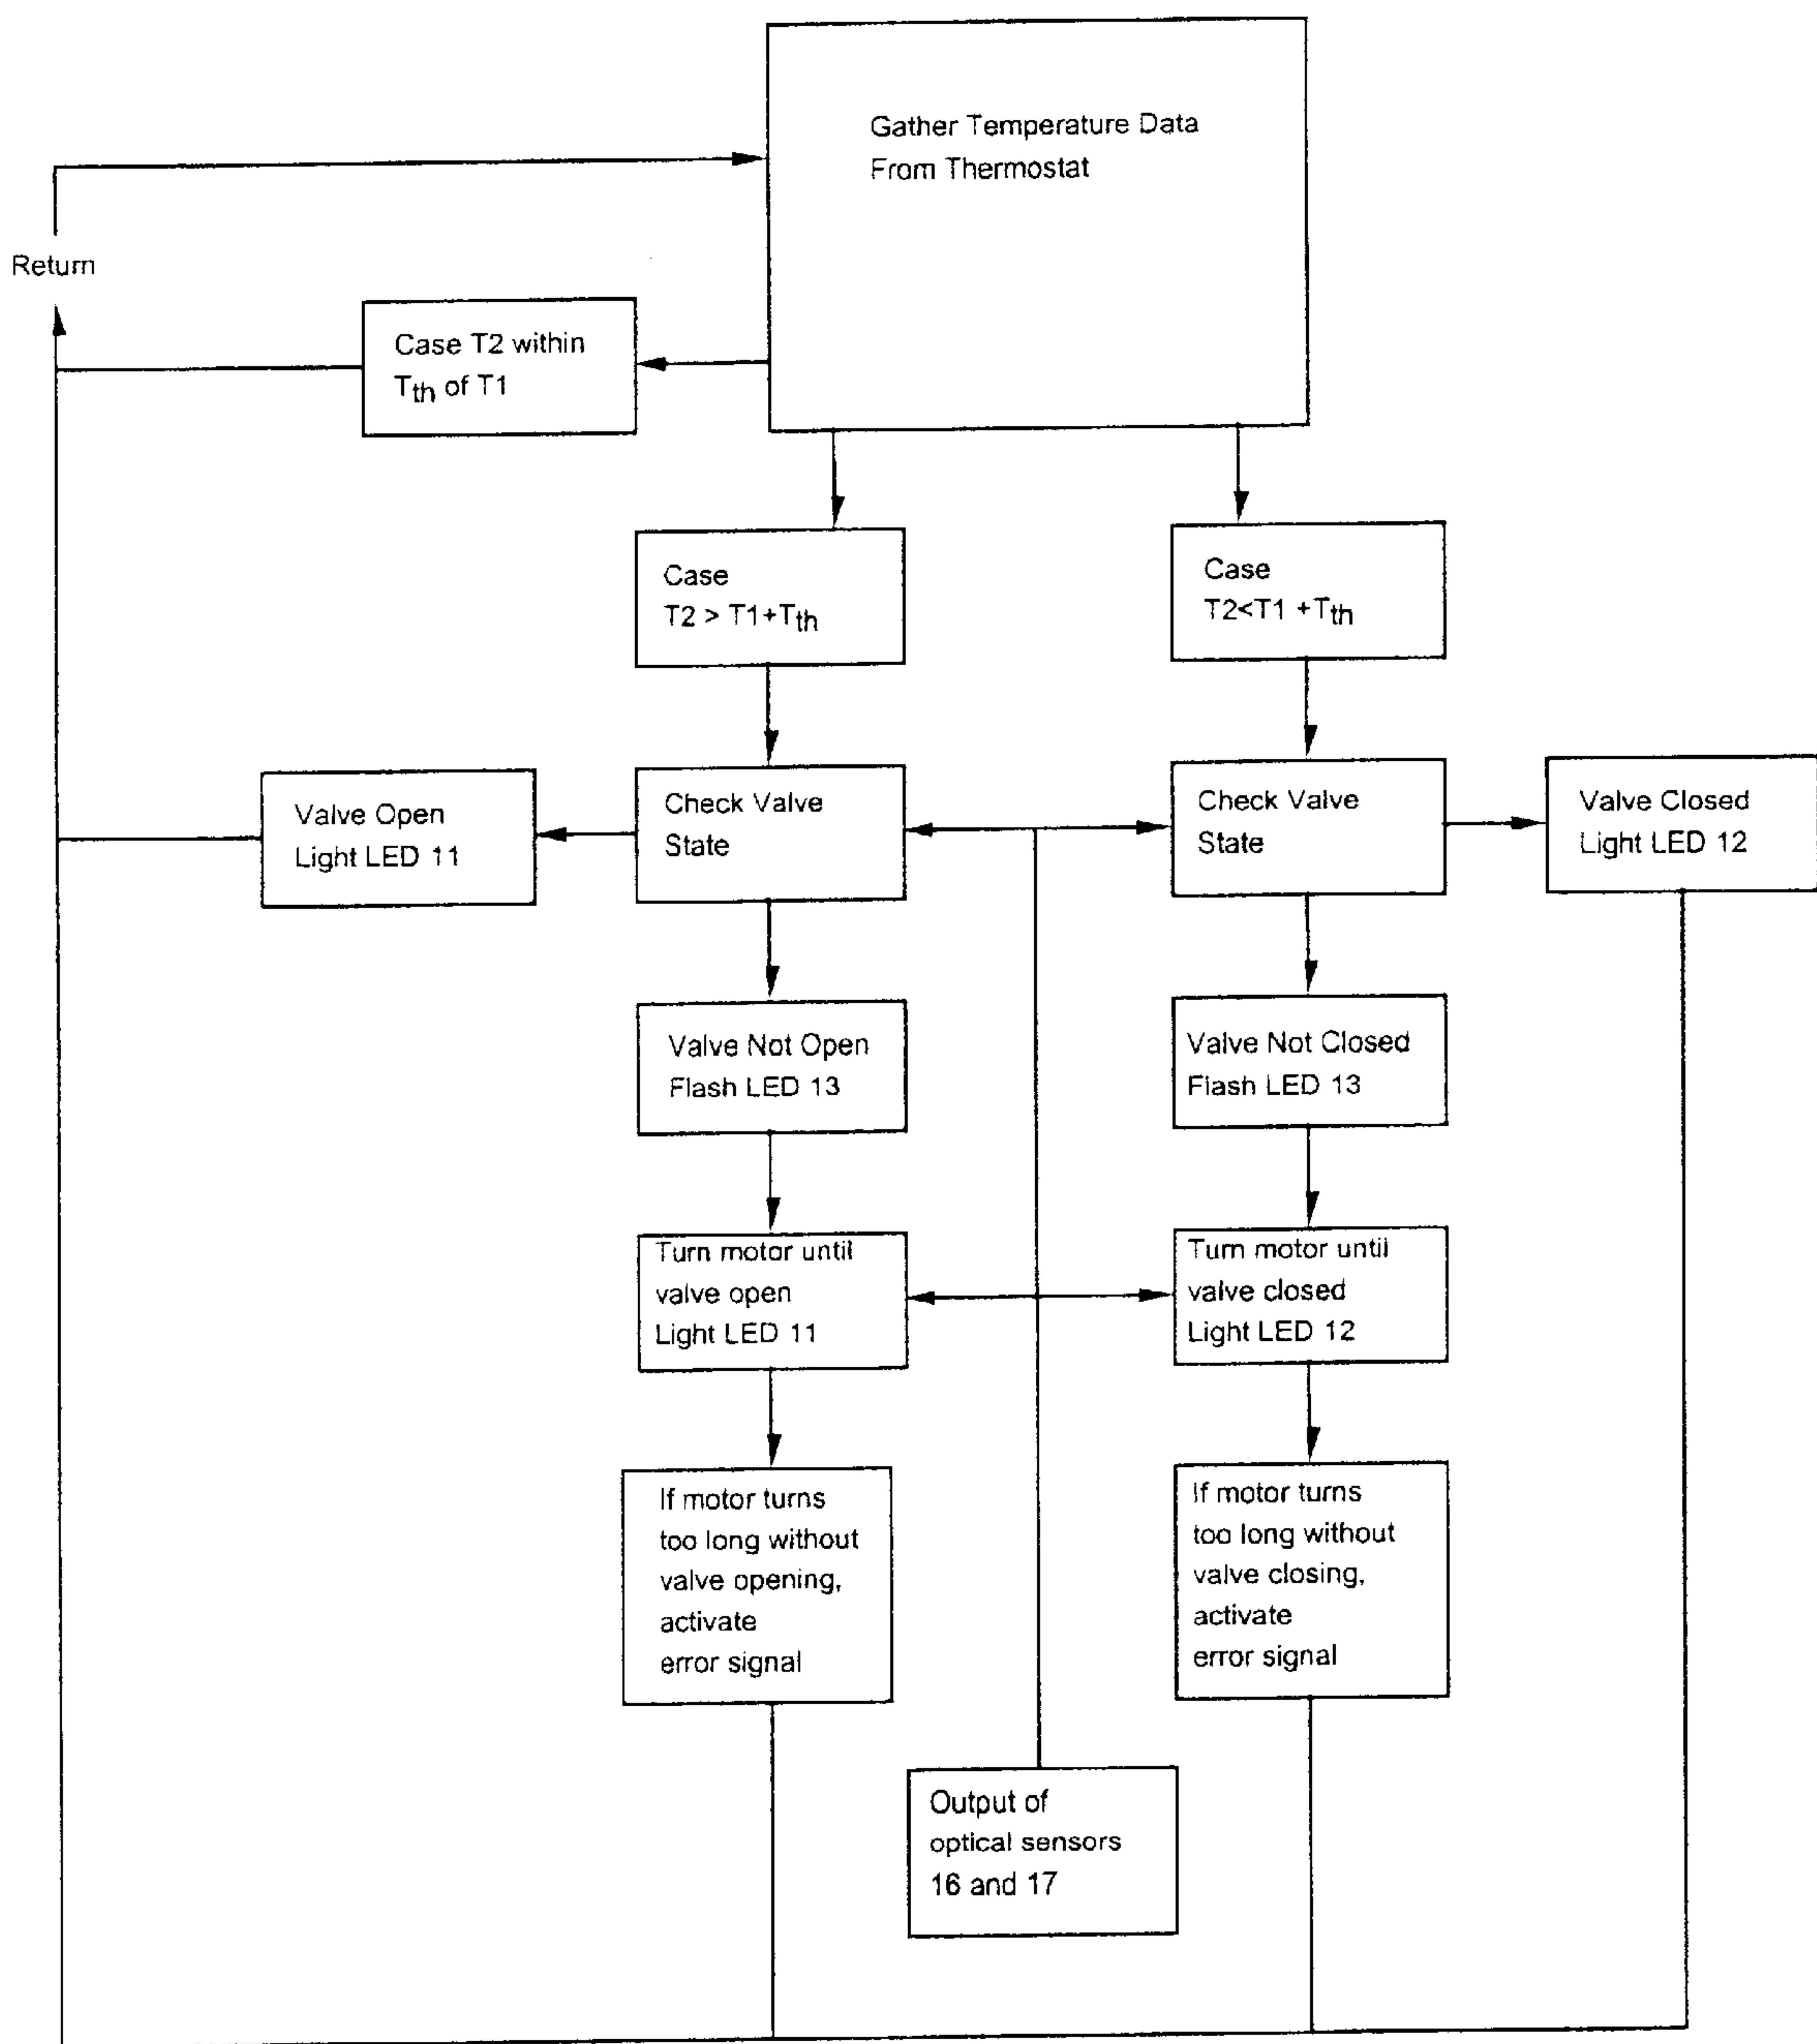 Gather Temperature Data
From Thermostat
Return
Case T2 within
Tth of T1
Case
T2 > T1+Tth
Case
T2<T1 +Tth
Valve Open
Light LED 11
Check Valve
State
Check Valve
State
Valve Closed
Light LED 12
Valve Not Open
Flash LED 13
Valve Not Closed
Flash LED 13
Turn motor until
valve open
Light LED 11
Turn motor until
valve closed
Light LED 12
If motor turns
too long without
valve opening,
activate
error signal
If motor turns
too long without
valve closing,
activate
error signal
Output of
optical sensors
16 and 17